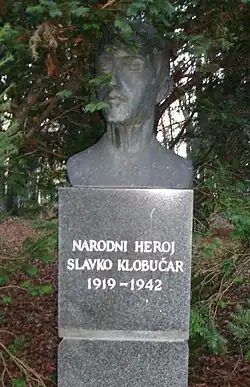 NARODNI HEROJ
SLAVKO KLOBUČAR
1919-1942